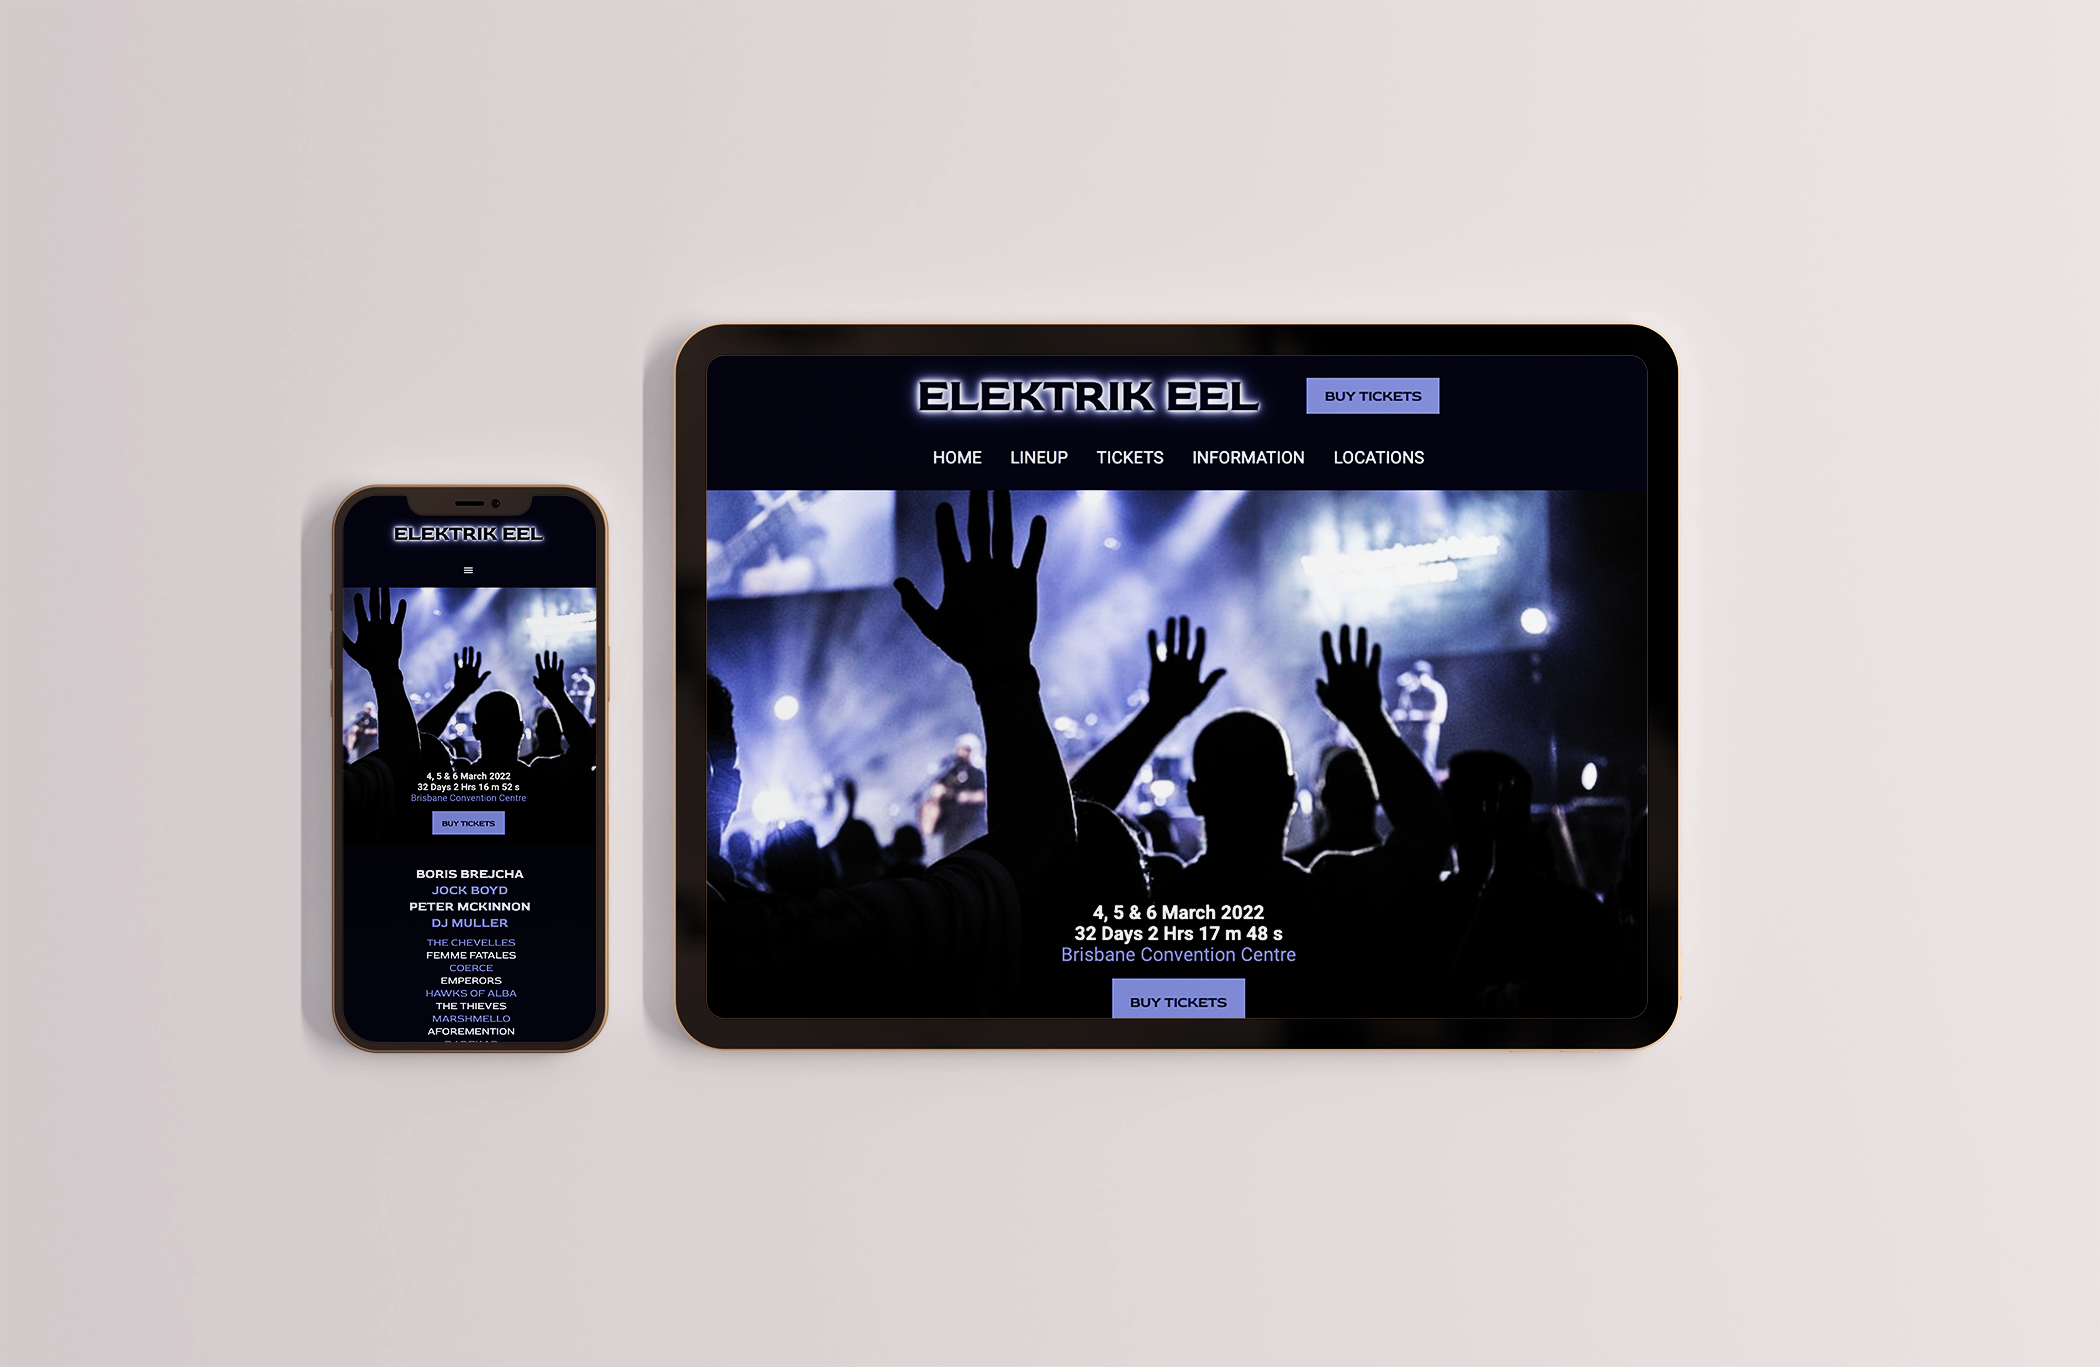 ELEKTRIK EEL
4, 5 & 6 March 2022
32 Days 2 Hrs 16 m 52 s
Brisbane Convention Centre
BUY TICKETS
BORIS BREJCHA
JOCK BOYD
PETER MCKINNON
DJ MULLER
THE CHEVELLES
FEMME FATALES
COERCE
EMPERORS
HAWKS OF ALBA
THE THIEVES
MARSHMELLO
AFOREMENTION
ELEKTRIK EEL
BUY TICKETS
HOME LINEUP TICKETS INFORMATION LOCATIONS
4, 5 & 6 March 2022
32 Days 2 Hrs 17 m 48 s
Brisbane Convention Centre
BUY TICKETS